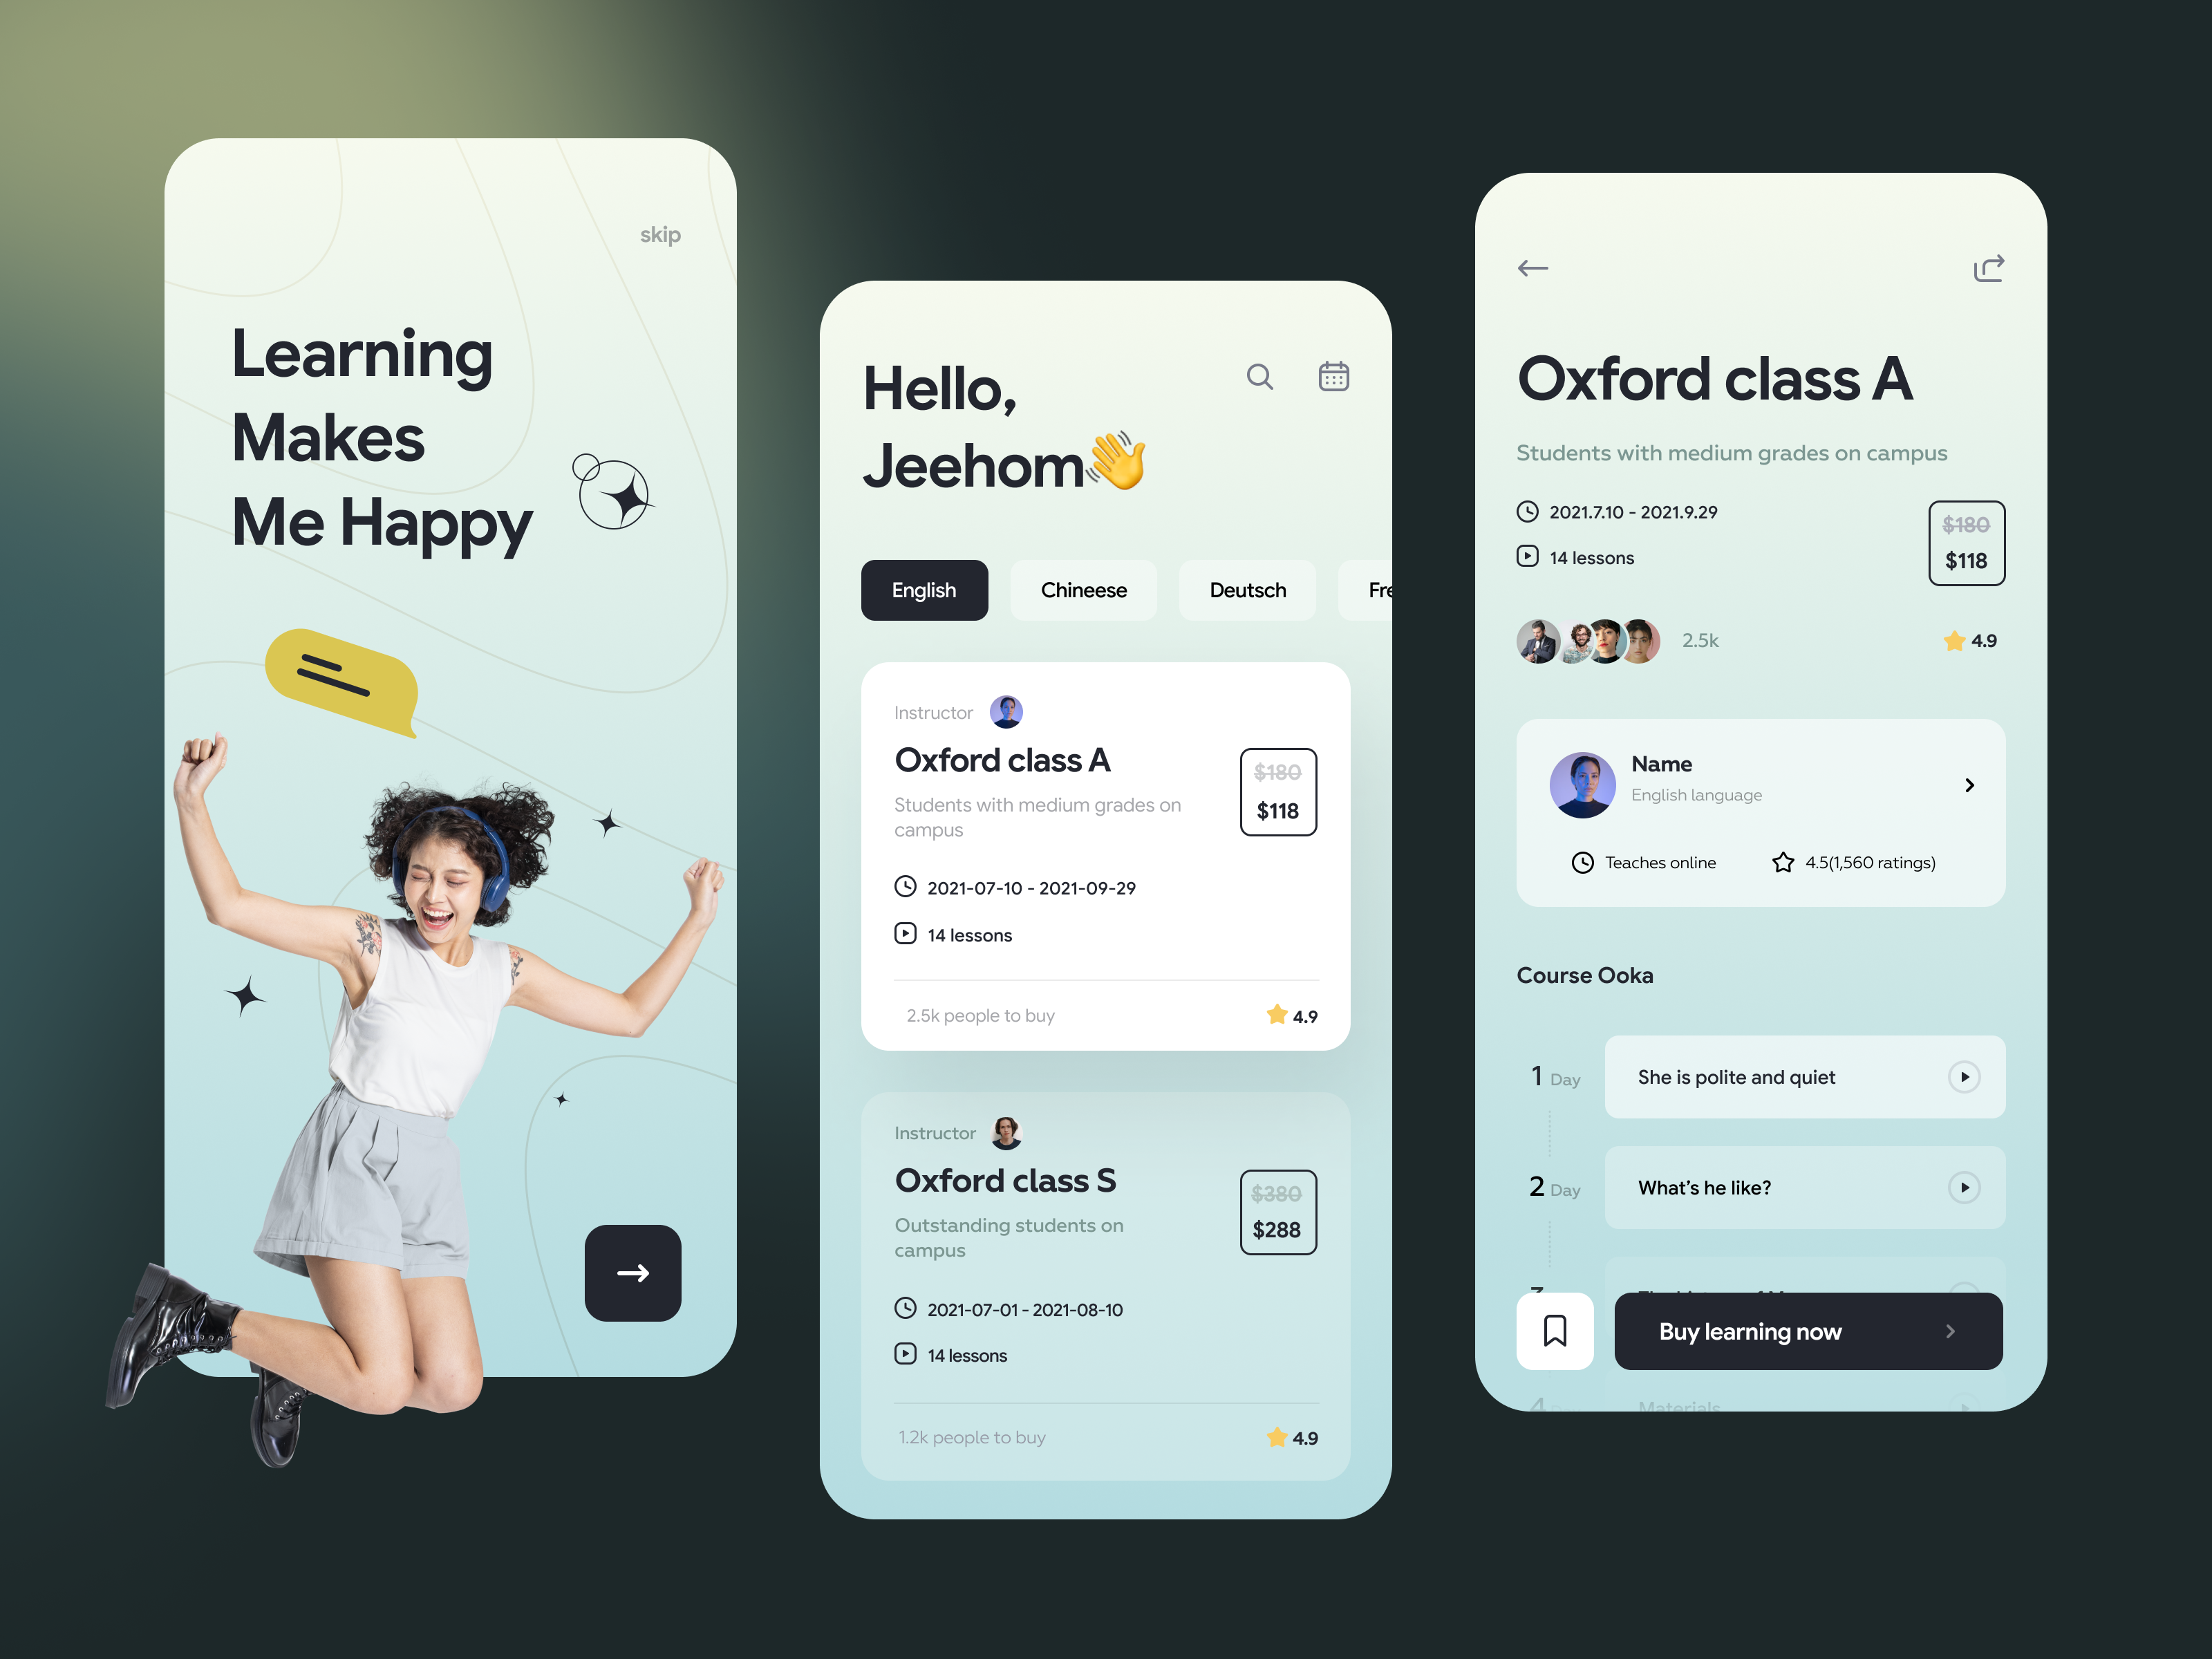 skip
Learning
Makes
Me Happy
Hello,
Jeehom👋
English
Chineese
Deutsch
Fre
Instructor
Oxford class A
$180
$118
Students with medium grades on
campus
2021-07-10 - 2021-09-29
14 lessons
2.5k people to buy
4.9
Instructor
Oxford class S
$380
$288
Outstanding students on
campus
2021-07-01 - 2021-08-10
14 lessons
1.2k people to buy
4.9
Oxford class A
Students with medium grades on campus
2021.7.10 - 2021.9.29
14 lessons
$180
$118
2.5k
4.9
Name
English language
Teaches online
4.5(1,560 ratings)
Course Ooka
1 Day
She is polite and quiet
2 Day
What's he like?
Buy learning now
4
Materials